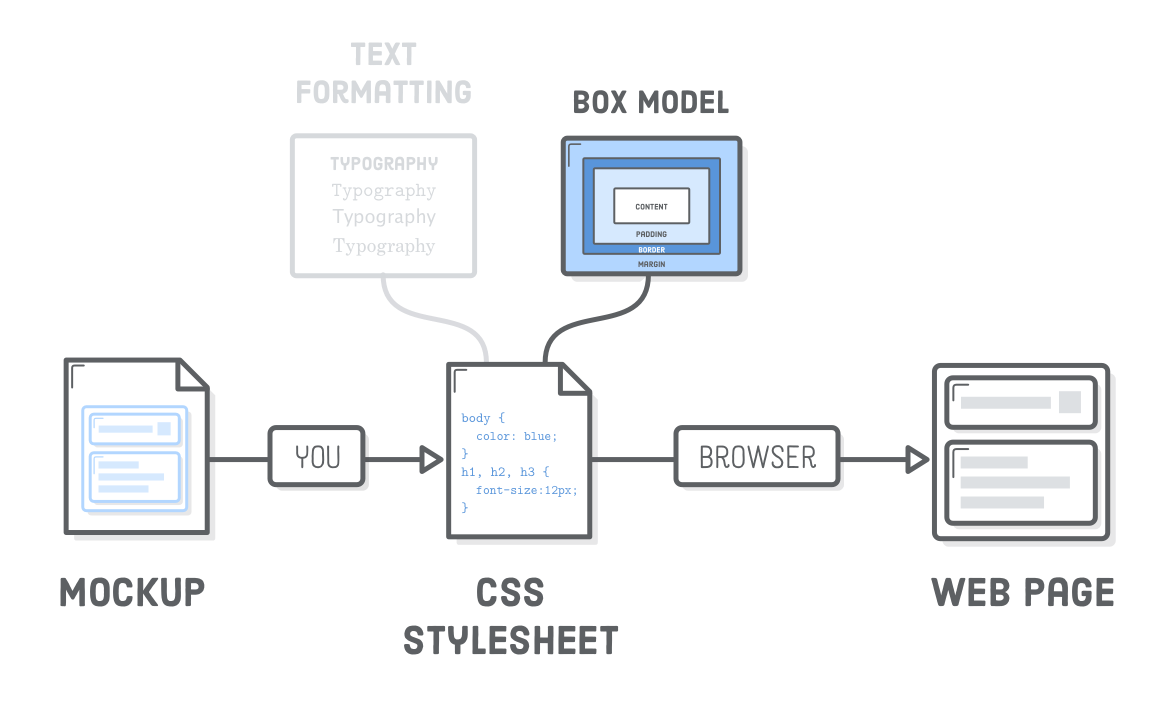 TEXT
FORMATTING
TYPOGRAPHY
Typography
Typography
Typography
BOX MODEL
CONTENT
PADDING
BORDER
MARGIN
YOU
body {
color: blue;
}
h1, h2, h3 {
font-size:12px;
}
BROWSER
MOCKUP
CSS
STYLESHEET
WEB PAGE